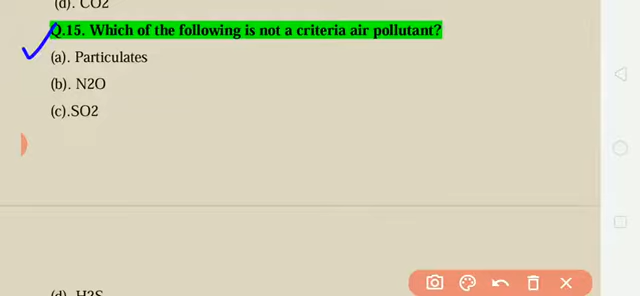 (d). CO2
Q.15. Which of the following is not a criteria air pollutant?
(a). Particulates
(b). N2O
(c).SO2
(d). H2S